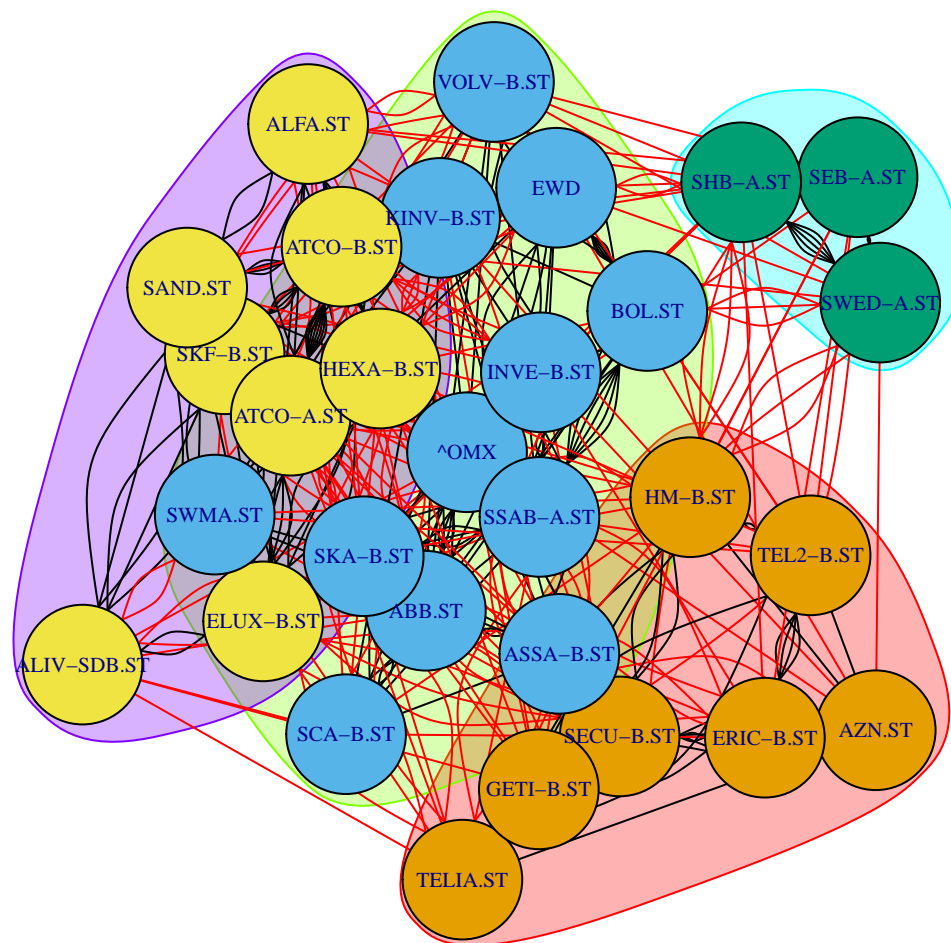 VOLV−B.ST
ALFA.ST
SEB−A.ST
SHB−A.ST
EWD
KINV−B.ST
ATCO−B.ST
SAND.ST
SWED−A.ST
BOL.ST
SKF−B.ST
HEXA−B.ST
INVE−B.ST
ATCO−A.ST
^OMX
HM−B.ST
SWMA.ST
SSAB−A.ST
SKA−B.ST
TEL2−B.ST
ABB.ST
ELUX−B.ST
ASSA−B.ST
ALIV−SDB.ST
SCA−B.ST
SECU−B.ST
ERIC−B.ST
AZN.ST
GETI−B.ST
TELIA.ST